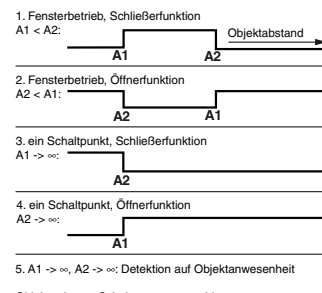 1. Fensterbetrieb, Schließerfunktion
A1 < A2:
Objektabstand
A1 A2
2. Fensterbetrieb, Öffnerfunktion
A2 < A1:
A2 A1
3. ein Schaltpunkt, Schließerfunktion
A1 -> ∞:
A2
4. ein Schaltpunkt, Öffnerfunktion
A2 -> ∞:
A1
5. A1 -> ∞, A2 -> ∞: Detektion auf Objektanwesenheit